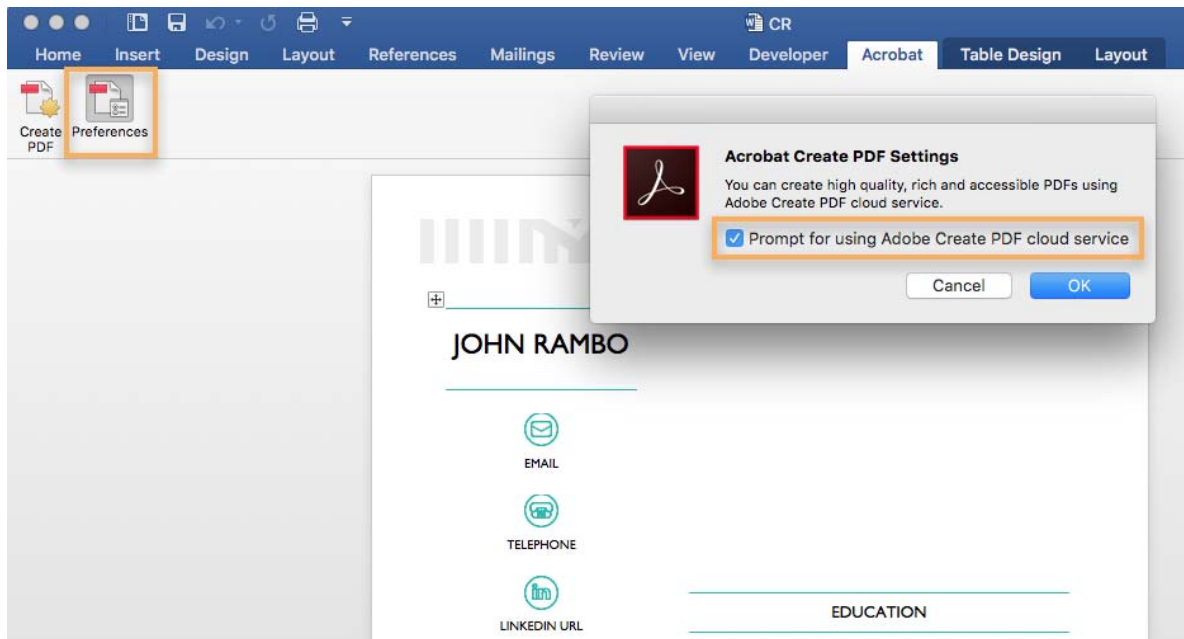 CR
Home Insert Design Layout References Mailings Review View Developer Acrobat Table Design Layout
Create PDF
Preferences
Acrobat Create PDF Settings
You can create high quality, rich and accessible PDFs using
Adobe Create PDF cloud service.
Prompt for using Adobe Create PDF cloud service
Cancel OK
JOHN RAMBO
EMAIL
TELEPHONE
LINKEDIN URL
EDUCATION